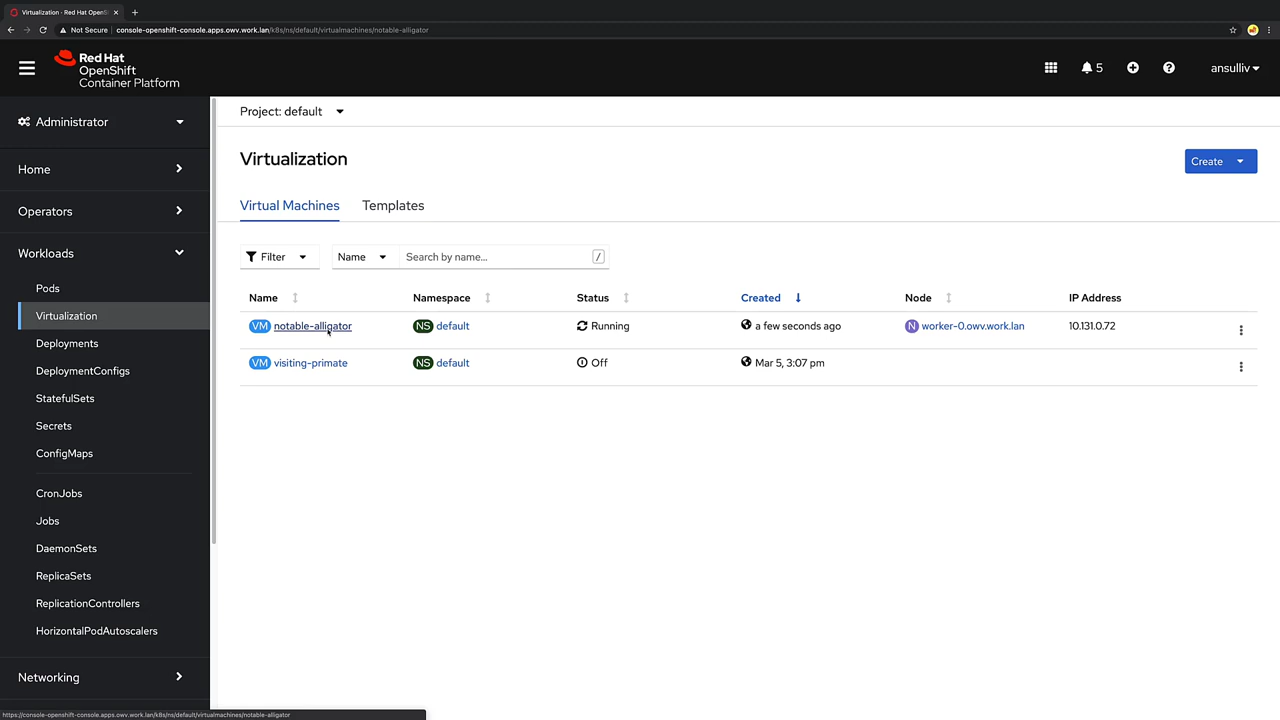 Virtualization · Red Hat OpenS
Not Secure console-openshift-console.apps.owv.work.lan/k8s/ns/default/virtualmachines/notable-alligator
Red Hat
OpenShift
Container Platform
5
ansulliv
Administrator
Home
Operators
Workloads
Pods
Virtualization
Deployments
DeploymentConfigs
StatefulSets
Secrets
ConfigMaps
CronJobs
Jobs
DaemonSets
ReplicaSets
ReplicationControllers
HorizontalPodAutoscalers
Networking
Project: default
Virtualization
Create
Virtual Machines Templates
Filter Name Search by name... /
Name Namespace Status Created Node IP Address
VM notable-alligator NS default Running a few seconds ago N worker-0.owv.work.lan 10.131.0.72
VM visiting-primate NS default Off Mar 5, 3:07 pm
https://console-openshift-console.apps.owv.work.lan/k8s/ns/default/virtualmachines/notable-alligator